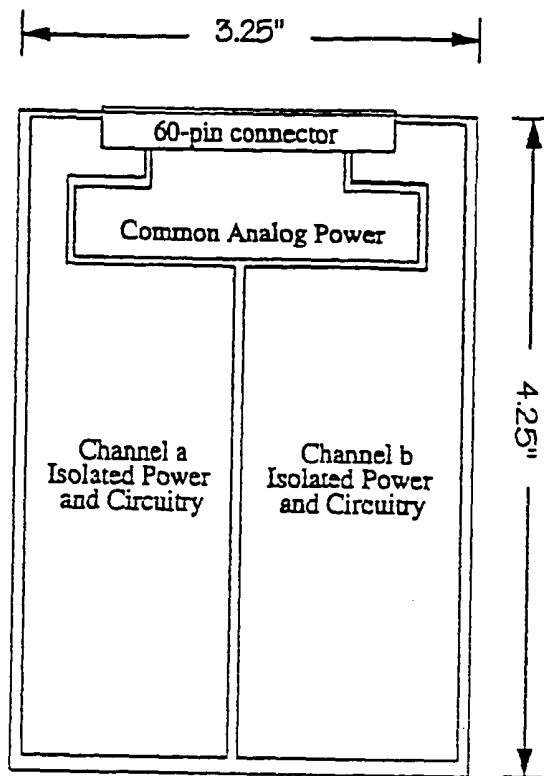 3.25"
60-pin connector
Common Analog Power
4.25"
Channel a
Isolated Power
and Circuitry
Channel b
Isolated Power
and Circuitry